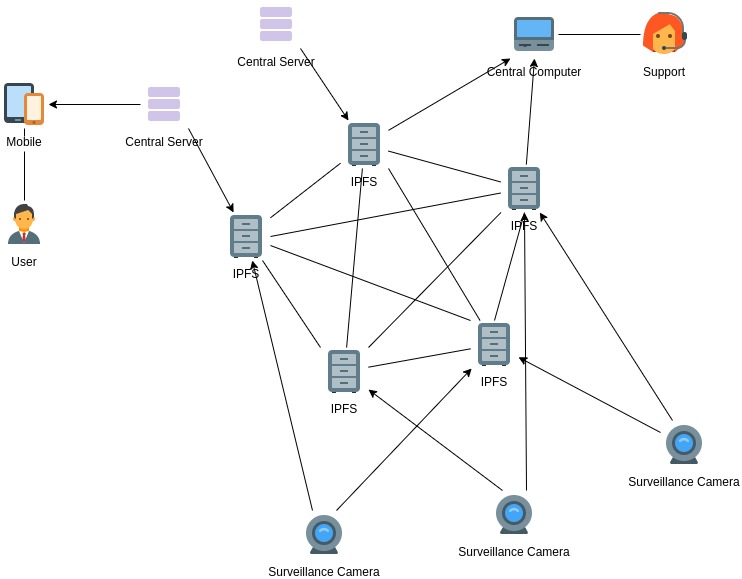 Central Server
Central Computer
Support
Mobile
Central Server
IPFS
IPFS
User
IPFS
IPFS
IPFS
Surveillance Camera
Surveillance Camera
Surveillance Camera